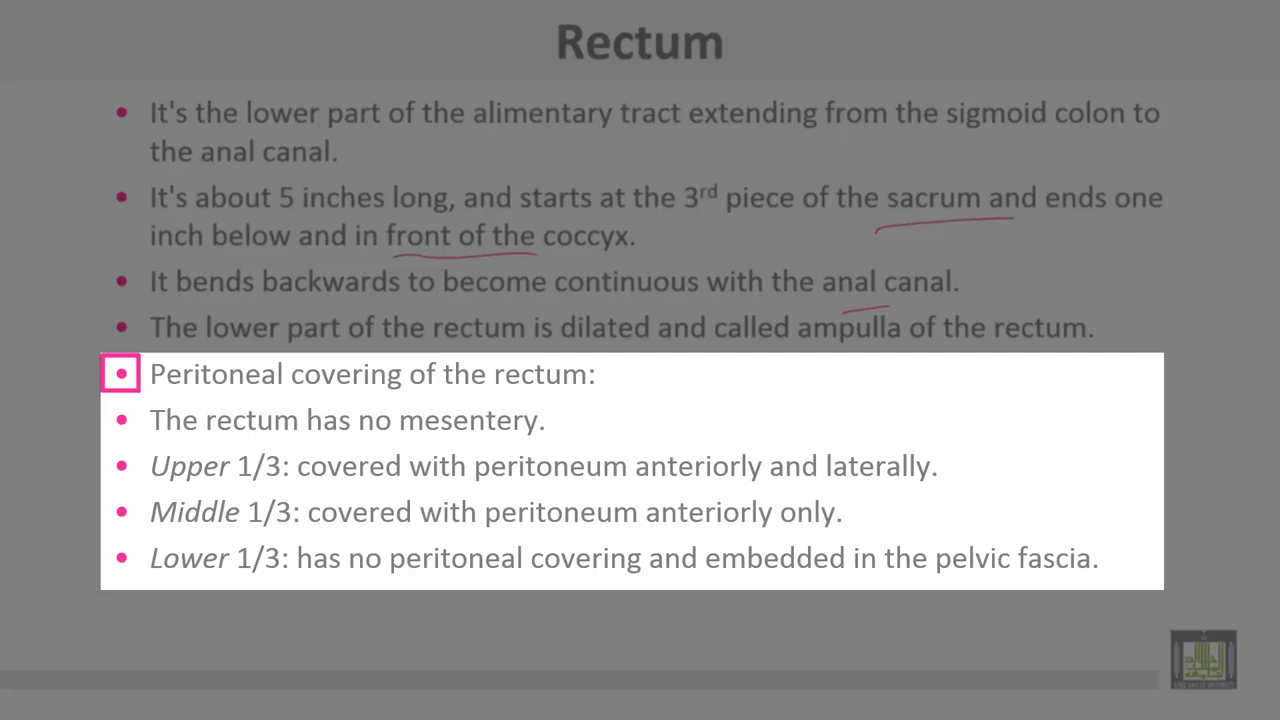 Rectum
• It's the lower part of the alimentary tract extending from the sigmoid colon to
the anal canal.
• It's about 5 inches long, and starts at the 3rd piece of the sacrum and ends one
inch below and in front of the coccyx.
• It bends backwards to become continuous with the anal canal.
• The lower part of the rectum is dilated and called ampulla of the rectum.
• Peritoneal covering of the rectum:
• The rectum has no mesentery.
• Upper 1/3: covered with peritoneum anteriorly and laterally.
• Middle 1/3: covered with peritoneum anteriorly only.
• Lower 1/3: has no peritoneal covering and embedded in the pelvic fascia.